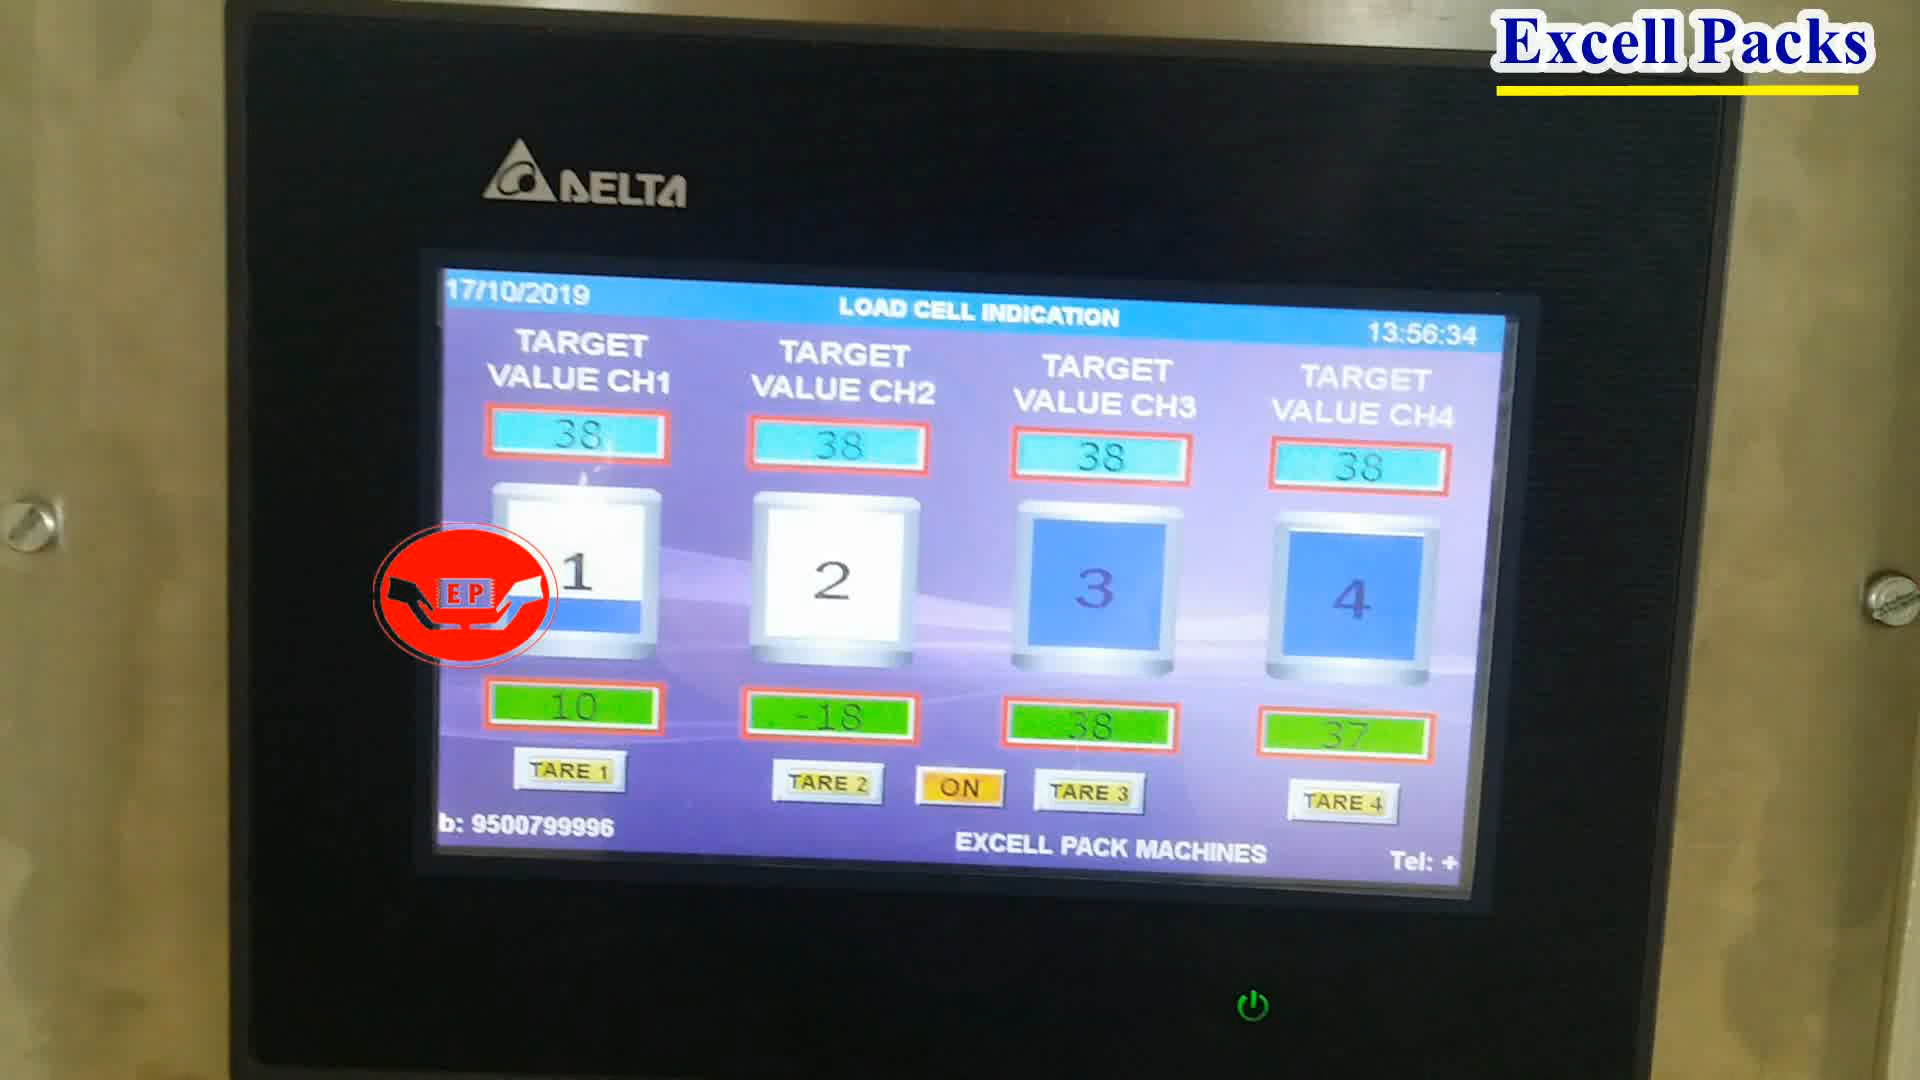 Excell Packs
DELTA
17/10/2019
LOAD CELL INDICATION
13:56:34
TARGET
VALUE CH1
TARGET
VALUE CH2
TARGET
VALUE CH3
TARGET
VALUE CH4
38
38
38
38
1
2
3
4
EP
10
-18
38
37
TARE 1
TARE 2
ON
TARE 3
TARE 4
b: 9500799996
EXCELL PACK MACHINES
Tel: +